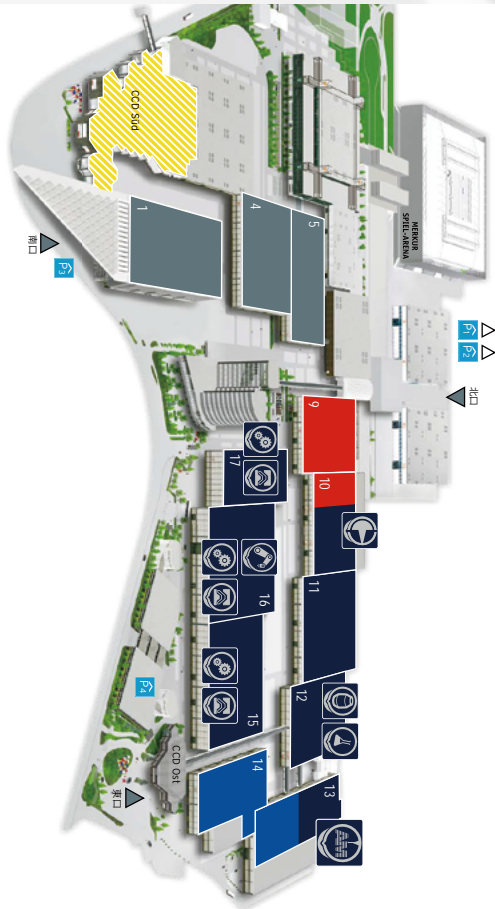 CCD Süd
1
4
5
MERKUR
SPIEL-ARENA
南口
P3
P1
P2
北口
9
10
11
12
13
14
15
16
17
P4
CCD Ost
東口